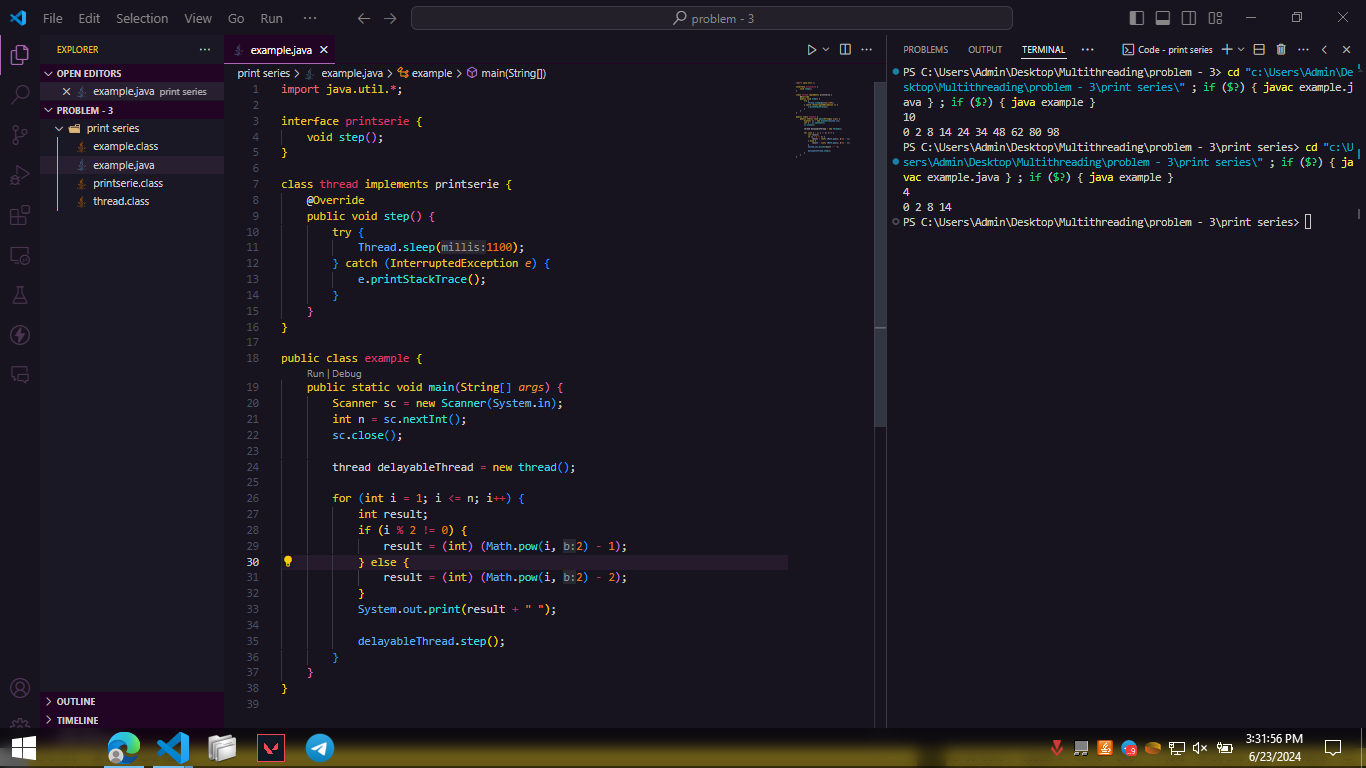 File Edit Selection View Go Run ··· problem - 3
EXPLORER ···
OPEN EDITORS
example.java print series
PROBLEM - 3
print series
example.class
example.java
printserie.class
thread.class
OUTLINE
TIMELINE
example.java
print series > example.java > example > main(String[])
1 import java.util.*;
2
3 interface printserie {
4 void step();
5 }
6
7 class thread implements printserie {
8 @Override
9 public void step() {
10 try {
11 Thread.sleep(millis:1100);
12 } catch (InterruptedException e) {
13 e.printStackTrace();
14 }
15 }
16 }
17
18 public class example {
Run | Debug
19 public static void main(String[] args) {
20 Scanner sc = new Scanner(System.in);
21 int n = sc.nextInt();
22 sc.close();
23
24 thread delayableThread = new thread();
25
26 for (int i = 1; i <= n; i++) {
27 int result;
28 if (i % 2 != 0) {
29 result = (int) (Math.pow(i, b:2) - 1);
30 } else {
31 result = (int) (Math.pow(i, b:2) - 2);
32 }
33 System.out.print(result + " ");
34
35 delayableThread.step();
36 }
37 }
38 }
39
PROBLEMS OUTPUT TERMINAL ··· Code - print series
PS C:\Users\Admin\Desktop\Multithreading\problem - 3> cd "c:\Users\Admin\De
sktop\Multithreading\problem - 3\print series\" ; if ($?) { javac example.j
ava } ; if ($?) { java example }
10
0 2 8 14 24 34 48 62 80 98
PS C:\Users\Admin\Desktop\Multithreading\problem - 3\print series> cd "c:\U
sers\Admin\Desktop\Multithreading\problem - 3\print series\" ; if ($?) { ja
vac example.java } ; if ($?) { java example }
4
0 2 8 14
PS C:\Users\Admin\Desktop\Multithreading\problem - 3\print series>
3:31:56 PM
6/23/2024